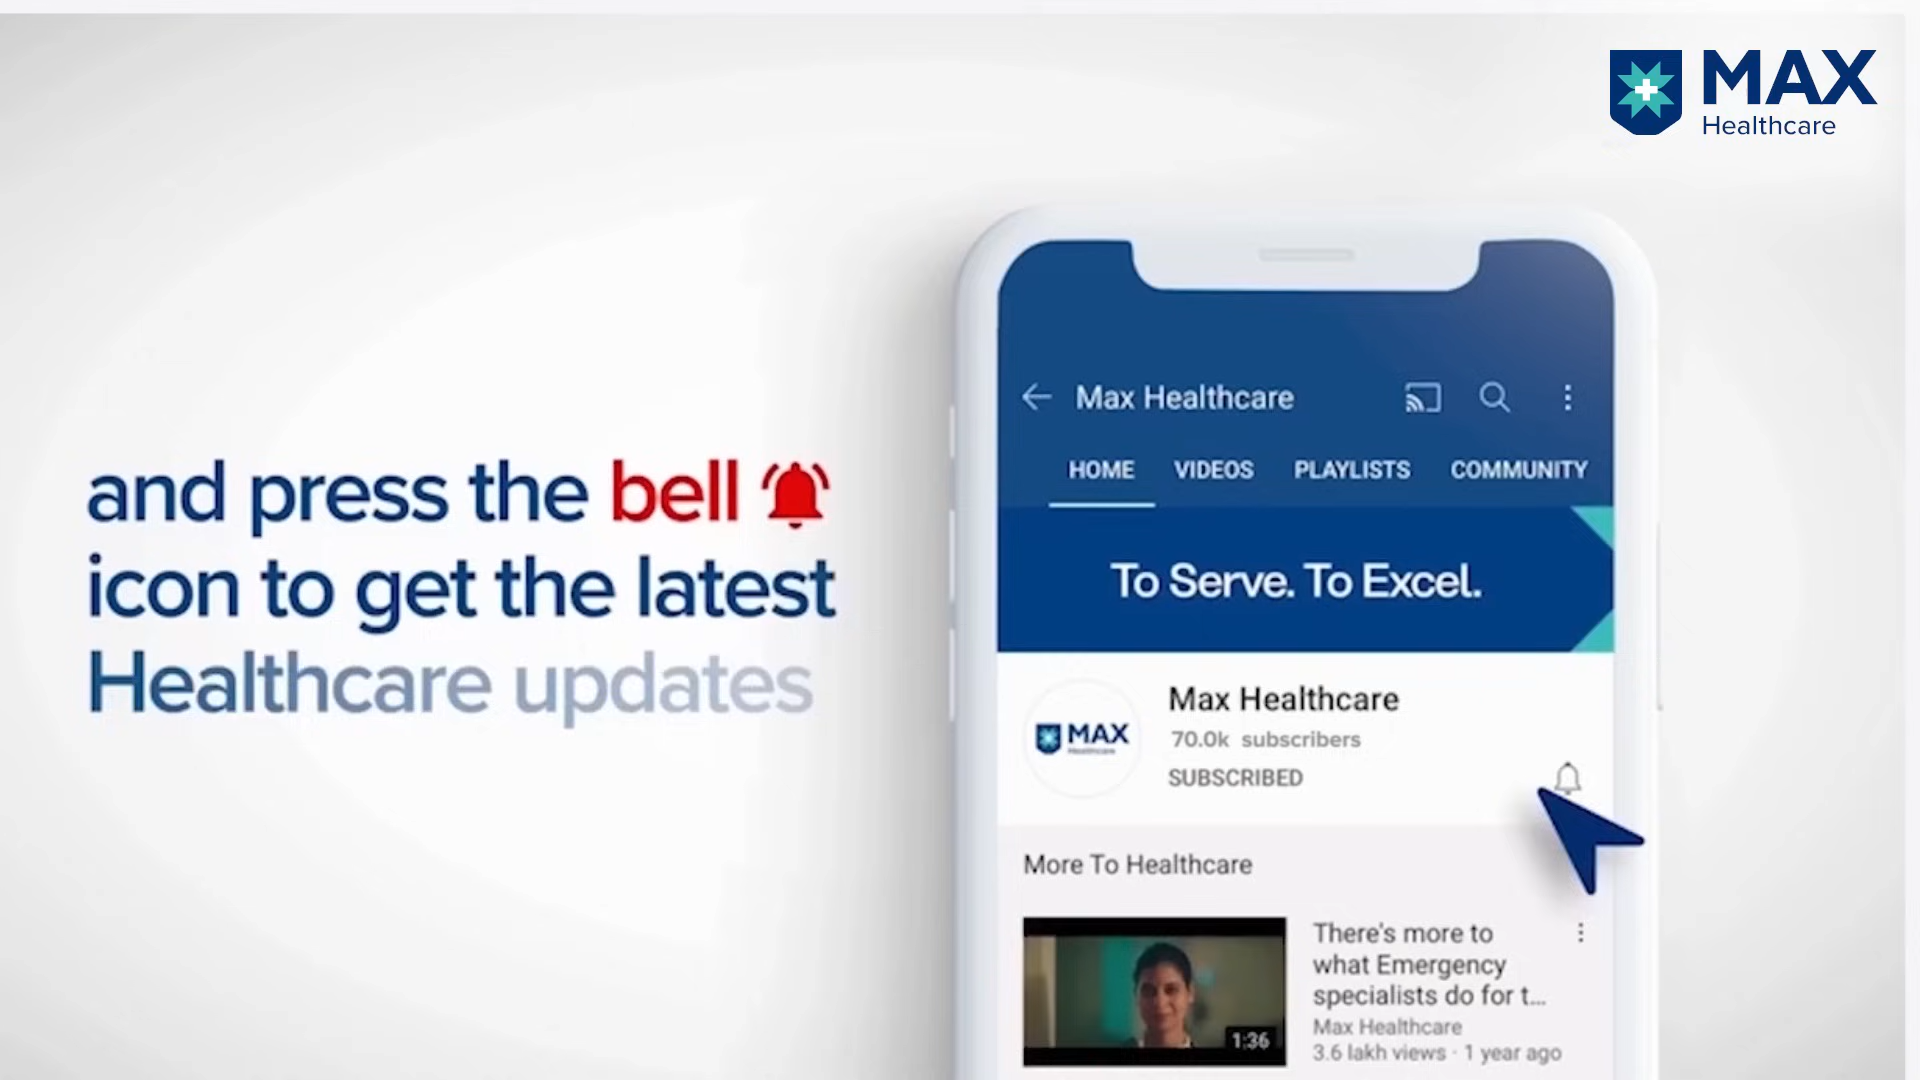 MAX
Healthcare
and press the bell
icon to get the latest
Healthcare updates
Max Healthcare
HOME VIDEOS PLAYLISTS COMMUNITY
To Serve. To Excel.
MAX
Healthcare
Max Healthcare
70.0k subscribers
SUBSCRIBED
More To Healthcare
There's more to
what Emergency
specialists do for t...
Max Healthcare
3.6 lakh views · 1 year ago
1:36